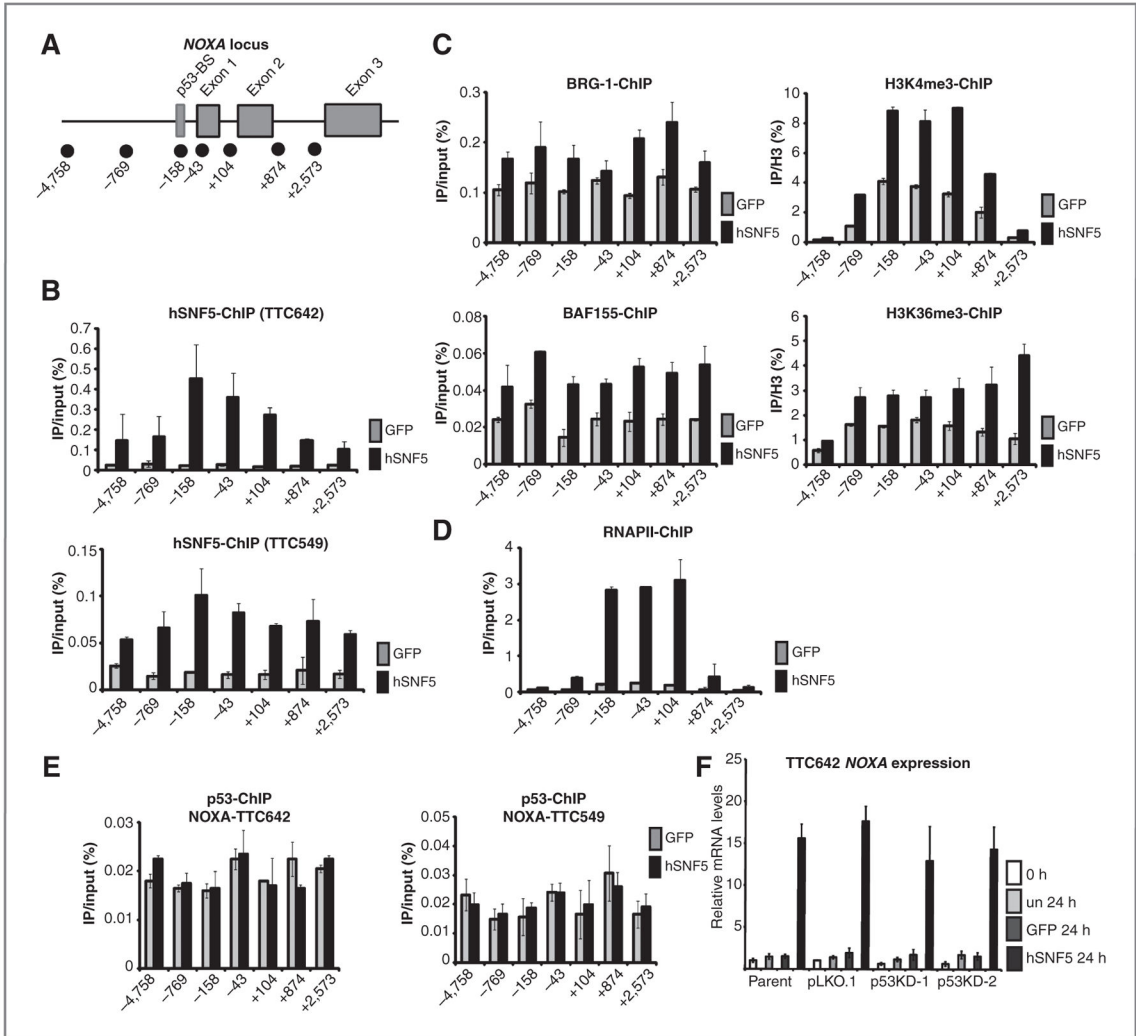 A
NOXA locus
p53-BS
Exon 1
Exon 2
Exon 3
–4,758
–769
–158
–43
+104
+874
+2,573
B
hSNF5-ChIP (TTC642)
IP/input (%)
0.7
0.6
0.5
0.4
0.3
0.2
0.1
0
–4,758
–769
–158
–43
+104
+874
+2,573
GFP
hSNF5
hSNF5-ChIP (TTC549)
IP/input (%)
0.15
0.1
0.05
0
–4,758
–769
–158
–43
+104
+874
+2,573
GFP
hSNF5
C
BRG-1-ChIP
IP/input (%)
0.3
0.2
0.1
0
–4,758
–769
–158
–43
+104
+874
+2,573
GFP
hSNF5
H3K4me3-ChIP
IP/H3 (%)
10
8
6
4
2
0
–4,758
–769
–158
–43
+104
+874
+2,573
GFP
hSNF5
BAF155-ChIP
IP/input (%)
0.08
0.06
0.04
0.02
0
–4,758
–769
–158
–43
+104
+874
+2,573
GFP
hSNF5
H3K36me3-ChIP
IP/H3 (%)
6
5
4
3
2
1
0
–4,758
–769
–158
–43
+104
+874
+2,573
GFP
hSNF5
D
RNAPII-ChIP
IP/input (%)
4
3
2
1
0
–4,758
–769
–158
–43
+104
+874
+2,573
GFP
hSNF5
E
p53-ChIP
NOXA-TTC642
IP/input (%)
0.03
0.02
0.01
0
–4,758
–769
–158
–43
+104
+874
+2,573
p53-ChIP
NOXA-TTC549
IP/input (%)
0.05
0.04
0.03
0.02
0.01
0
–4,758
–769
–158
–43
+104
+874
+2,573
GFP
hSNF5
F
TTC642 NOXA expression
Relative mRNA levels
25
20
15
10
5
Parent
pLKO.1
p53KD-1
p53KD-2
0 h
un 24 h
GFP 24 h
hSNF5 24 h